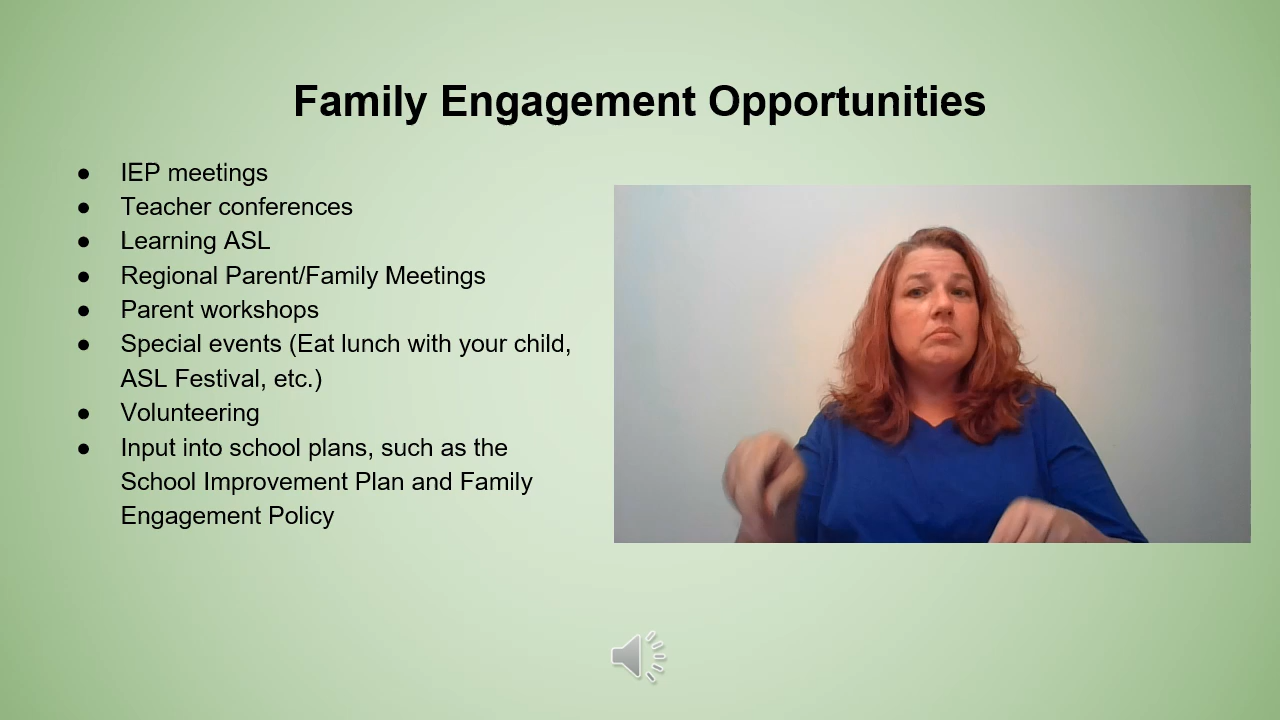 Family Engagement Opportunities
● IEP meetings
● Teacher conferences
● Learning ASL
● Regional Parent/Family Meetings
● Parent workshops
● Special events (Eat lunch with your child,
ASL Festival, etc.)
● Volunteering
● Input into school plans, such as the
School Improvement Plan and Family
Engagement Policy